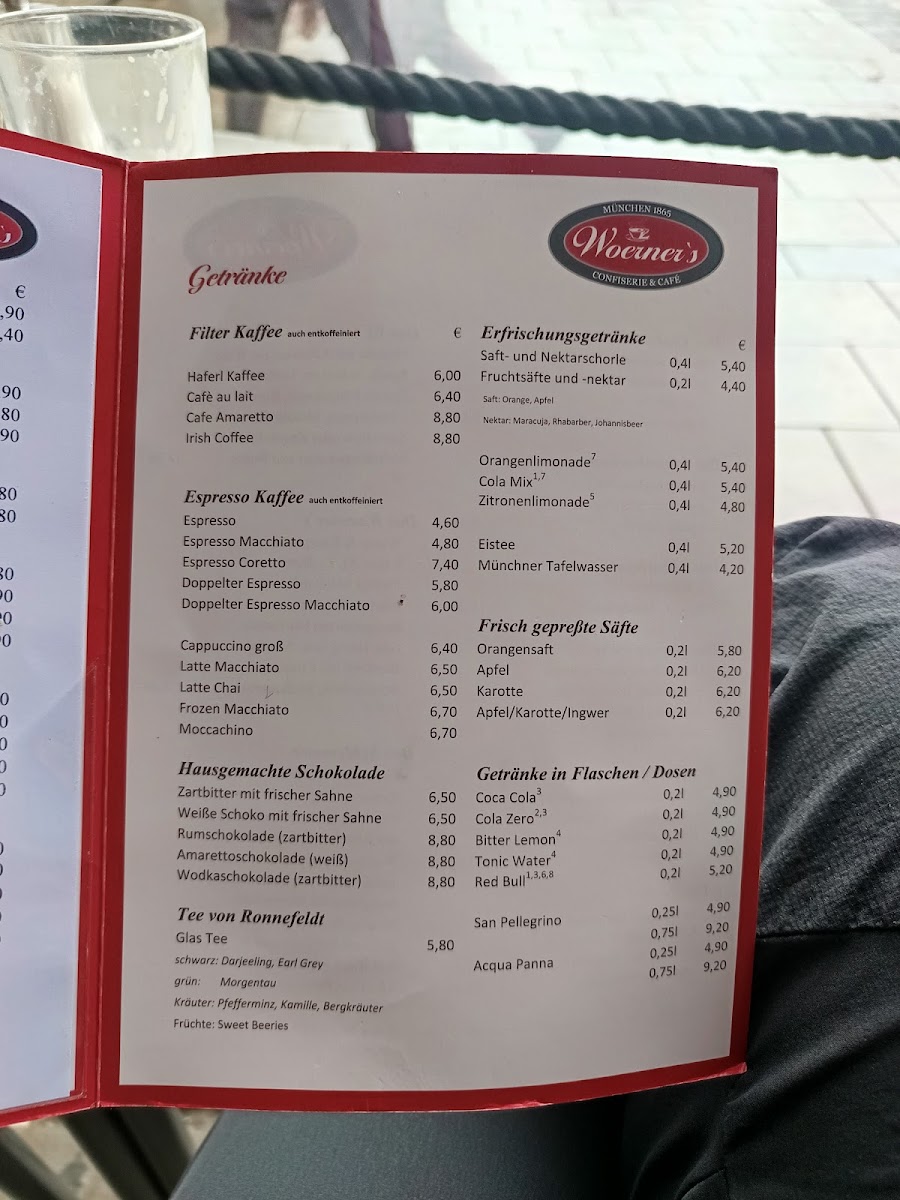 MÜNCHEN 1865
Woerner's
CONFISERIE & CAFÉ
Getränke
Filter Kaffee auch entkoffeiniert €
Haferl Kaffee 6,00
Cafè au lait 6,40
Cafe Amaretto 8,80
Irish Coffee 8,80
Espresso Kaffee auch entkoffeiniert
Espresso 4,60
Espresso Macchiato 4,80
Espresso Coretto 7,40
Doppelter Espresso 5,80
Doppelter Espresso Macchiato 6,00
Cappuccino groß 6,40
Latte Macchiato 6,50
Latte Chai 6,50
Frozen Macchiato 6,70
Moccachino 6,70
Hausgemachte Schokolade
Zartbitter mit frischer Sahne 6,50
Weiße Schoko mit frischer Sahne 6,50
Rumschokolade (zartbitter) 8,80
Amarettoschokolade (weiß) 8,80
Wodkaschokolade (zartbitter) 8,80
Tee von Ronnefeldt
Glas Tee 5,80
schwarz: Darjeeling, Earl Grey
grün: Morgentau
Kräuter: Pfefferminz, Kamille, Bergkräuter
Früchte: Sweet Beeries
Erfrischungsgetränke €
Saft- und Nektarschorle 0,4l 5,40
Fruchtsäfte und -nektar 0,2l 4,40
Saft: Orange, Apfel
Nektar: Maracuja, Rhabarber, Johannisbeer
Orangenlimonade7 0,4l 5,40
Cola Mix1,7 0,4l 5,40
Zitronenlimonade5 0,4l 4,80
Eistee 0,4l 5,20
Münchner Tafelwasser 0,4l 4,20
Frisch gepreßte Säfte
Orangensaft 0,2l 5,80
Apfel 0,2l 6,20
Karotte 0,2l 6,20
Apfel/Karotte/Ingwer 0,2l 6,20
Getränke in Flaschen / Dosen
Coca Cola3 0,2l 4,90
Cola Zero2,3 0,2l 4,90
Bitter Lemon4 0,2l 4,90
Tonic Water4 0,2l 4,90
Red Bull1,3,6,8 0,2l 5,20
San Pellegrino 0,25l 4,90
0,75l 9,20
Acqua Panna 0,25l 4,90
0,75l 9,20